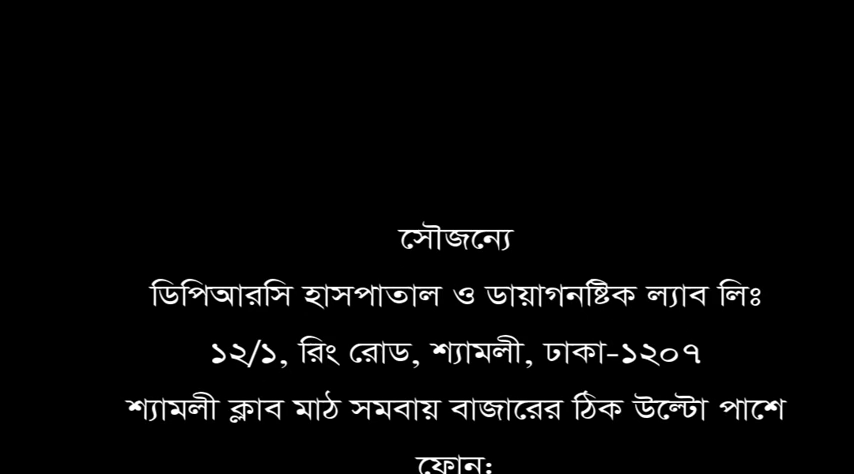 সৌজন্যে
ডিপিআরসি হাসপাতাল ও ডায়াগনষ্টিক ল্যাব লিঃ
১২/১, রিং রোড, শ্যামলী, ঢাকা-১২০৭
শ্যামলী ক্লাব মাঠ সমবায় বাজারের ঠিক উল্টো পাশে
ফোন: